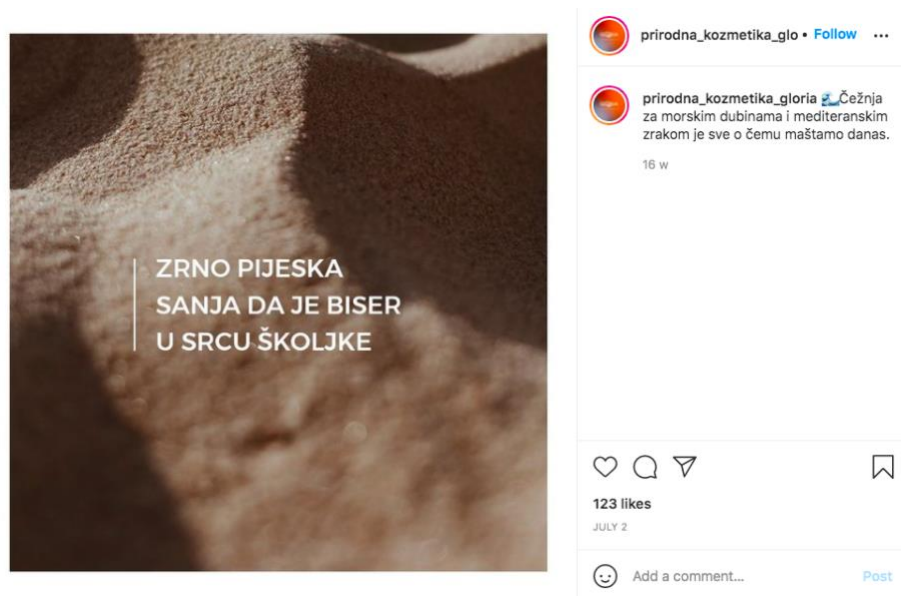 ZRNO PIJESKA
SANJA DA JE BISER
U SRCU ŠKOLJKE
prirodna_kozmetika_glo • Follow
prirodna_kozmetika_gloria 🌊Čežnja
za morskim dubinama i mediteranskim
zrakom je sve o čemu maštamo danas.
16 w
123 likes
JULY 2
Add a comment...
Post